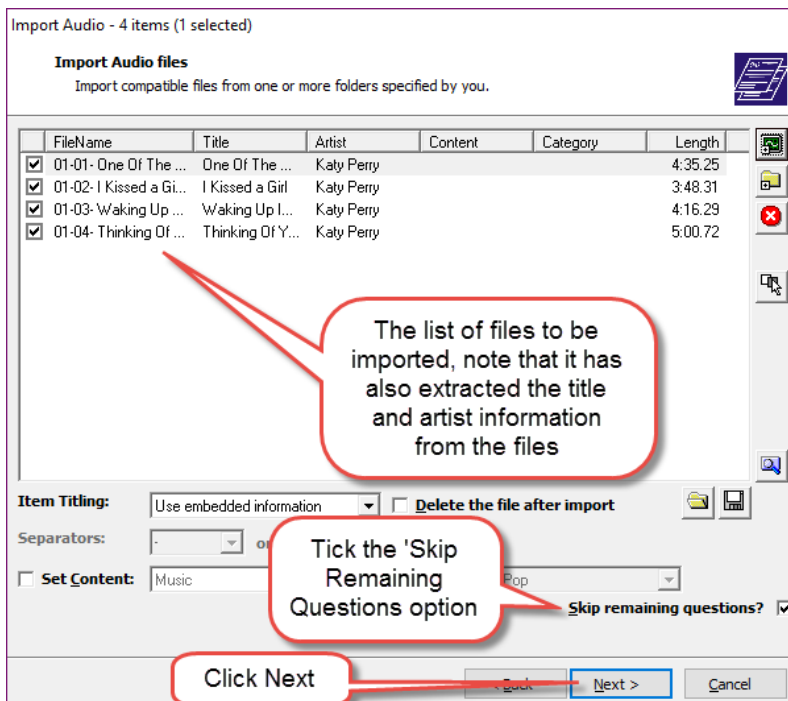 Import Audio - 4 items (1 selected)
Import Audio files
Import compatible files from one or more folders specified by you.
FileName Title Artist Content Category Length
01-01- One Of The ... One Of The ... Katy Perry 4:35.25
01-02- I Kissed a Gi... I Kissed a Girl Katy Perry 3:48.31
01-03- Waking Up ... Waking Up I... Katy Perry 4:16.29
01-04- Thinking Of ... Thinking Of Y... Katy Perry 5:00.72
The list of files to be
imported, note that it has
also extracted the title
and artist information
from the files
Item Titling: Use embedded information Delete the file after import
Separators: - or
Tick the 'Skip
Remaining
Questions option
Set Content: Music Pop
Skip remaining questions?
Click Next
Next > Cancel